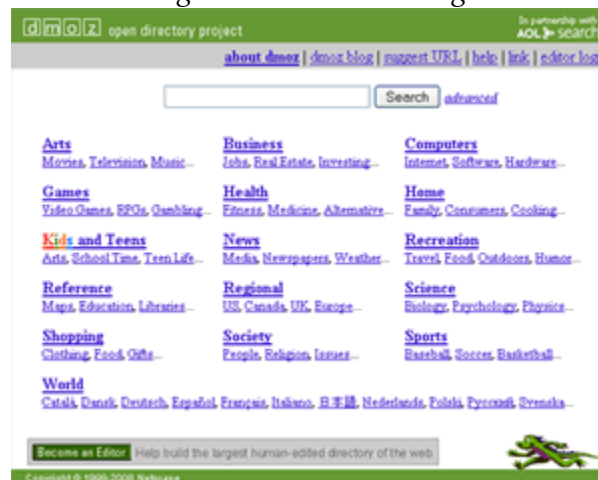 dmoz open directory project
In partnership with
AOL search
about dmoz | dmoz blog | suggest URL | help | link | editor log
Search advanced
Arts Business Computers
Movies, Television, Music... Jobs, Real Estate, Investing... Internet, Software, Hardware...
Games Health Home
Video Games, RPGs, Gambling... Fitness, Medicine, Alternative... Family, Consumers, Cooking...
Kids and Teens News Recreation
Arts, School Time, Teen Life... Media, Newspapers, Weather... Travel, Food, Outdoors, Humor...
Reference Regional Science
Maps, Education, Libraries... US, Canada, UK, Europe... Biology, Psychology, Physics...
Shopping Society Sports
Clothing, Food, Gifts... People, Religion, Issues... Baseball, Soccer, Basketball...
World
Català, Dansk, Deutsch, Español, Français, Italiano, 日本語, Nederlands, Polski, Русский, Svenska...
Become an Editor Help build the largest human-edited directory of the web
Copyright © 1998-2008 Netscape